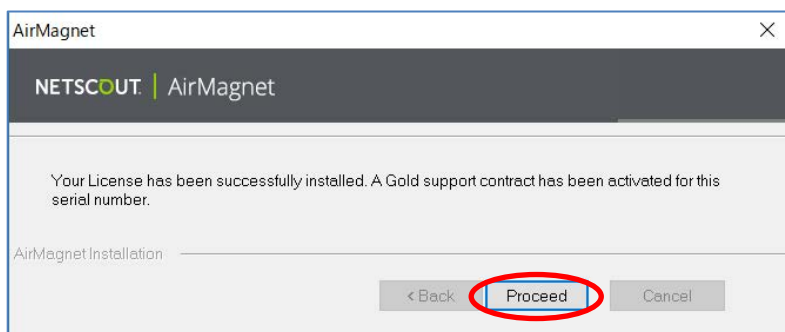 AirMagnet
NETSCOUT. | AirMagnet
Your License has been successfully installed. A Gold support contract has been activated for this
serial number.
AirMagnet Installation
< Back Proceed Cancel